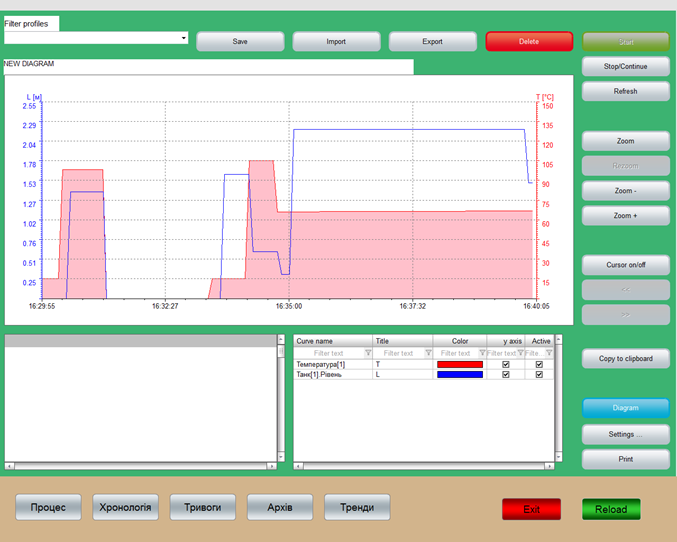 Filter profiles
Save Import Export Delete Start
NEW DIAGRAM
Stop/Continue
Refresh
L [м] T [°C]
2.55 150
2.29 135
2.04 120
1.78 105
1.53 90
1.27 75
1.02 60
0.76 45
0.51 30
0.25 15
16:29:55 16:32:27 16:35:00 16:37:32 16:40:05
Zoom
Rezoom
Zoom -
Zoom +
Cursor on/off
<<
>>
Copy to clipboard
Diagram
Settings ...
Print
Curve name Title Color y axis Active
Filter text Filter text Filter text Filter text Filte...
Температура[1] T
Танк[1].Рівень L
Процес Хронологія Тривоги Архів Тренди Exit Reload